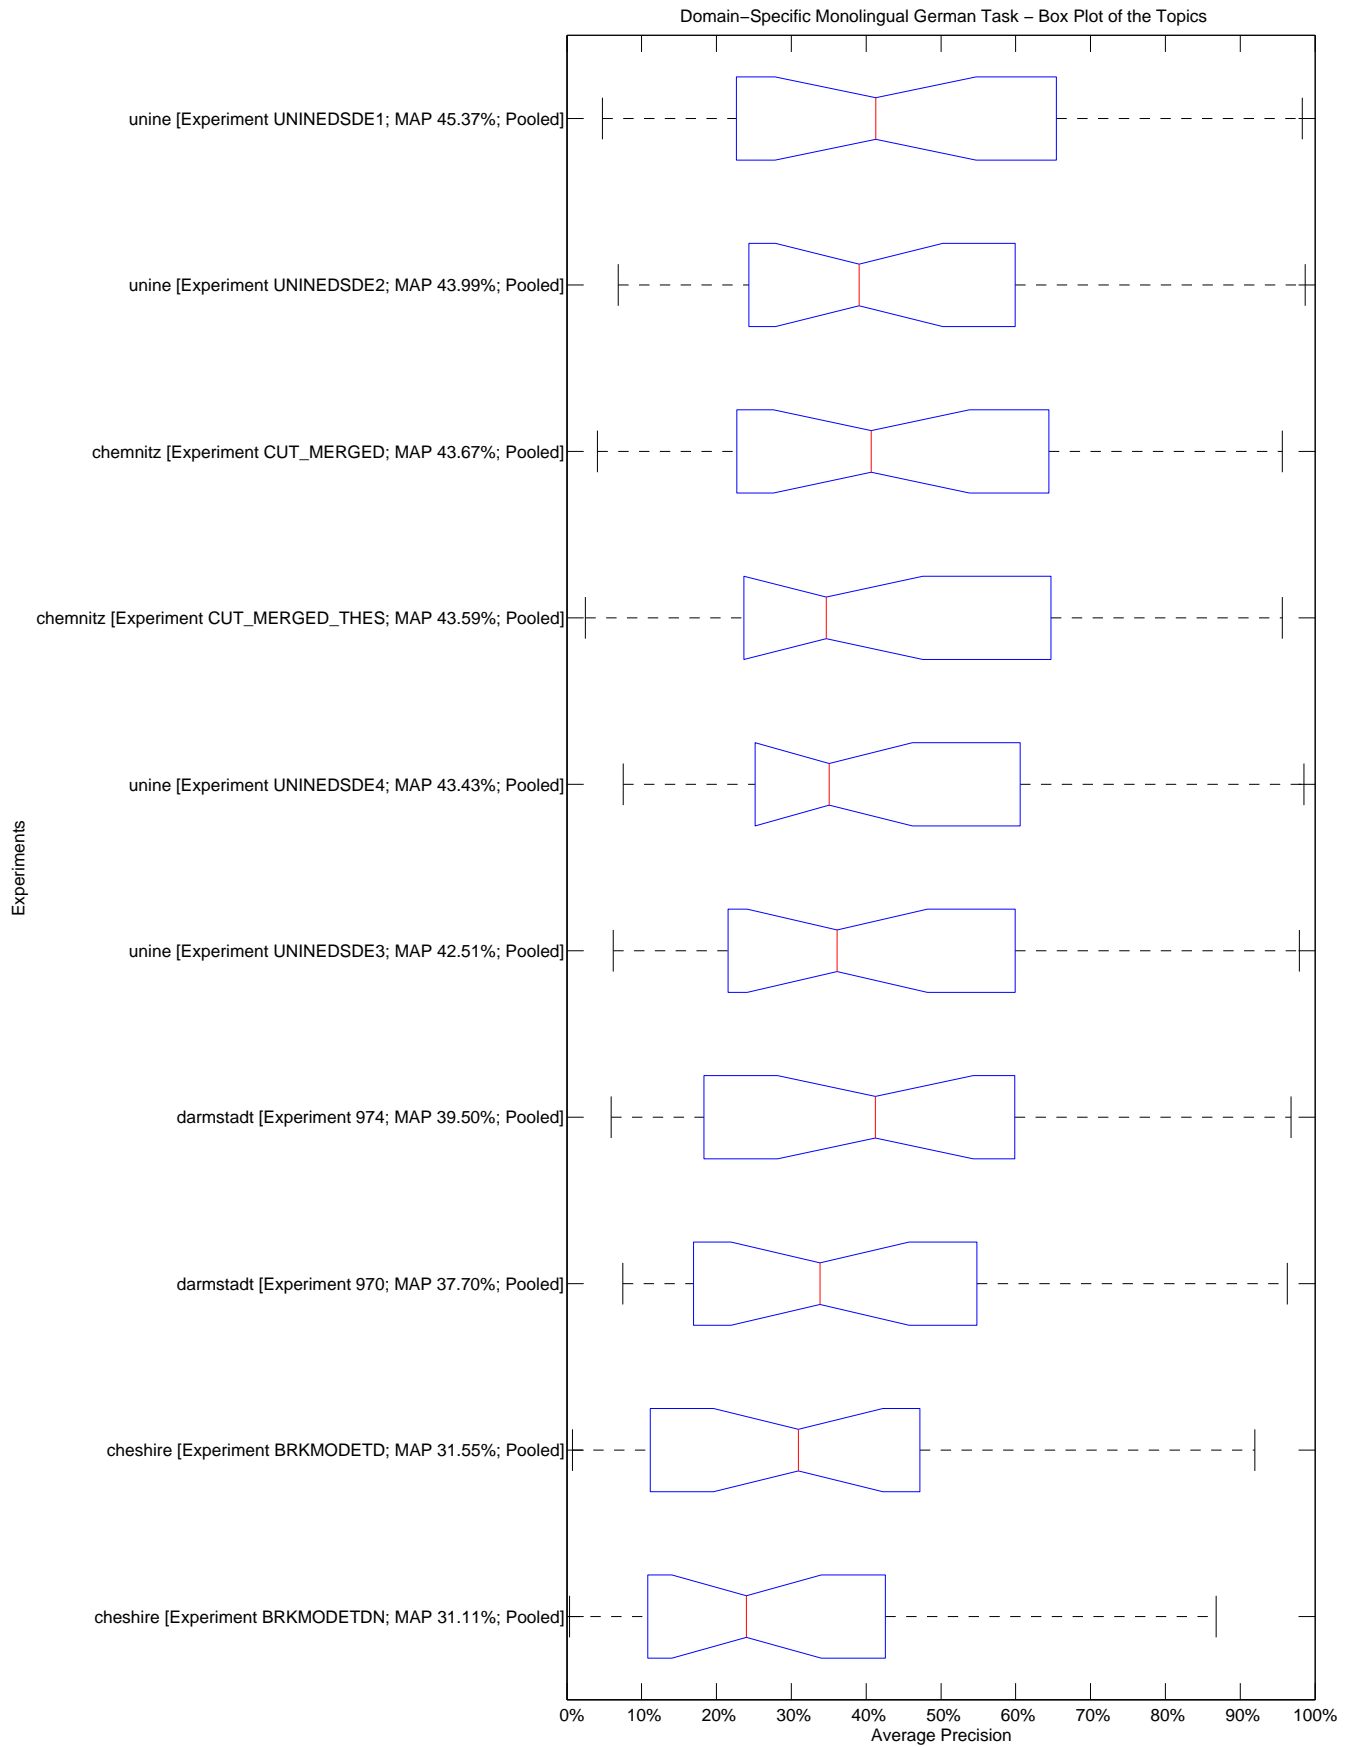 Domain−Specific Monolingual German Task − Box Plot of the Topics
unine [Experiment UNINEDSDE1; MAP 45.37%; Pooled]
unine [Experiment UNINEDSDE2; MAP 43.99%; Pooled]
chemnitz [Experiment CUT_MERGED; MAP 43.67%; Pooled]
chemnitz [Experiment CUT_MERGED_THES; MAP 43.59%; Pooled]
unine [Experiment UNINEDSDE4; MAP 43.43%; Pooled]
Experiments
unine [Experiment UNINEDSDE3; MAP 42.51%; Pooled]
darmstadt [Experiment 974; MAP 39.50%; Pooled]
darmstadt [Experiment 970; MAP 37.70%; Pooled]
cheshire [Experiment BRKMODETD; MAP 31.55%; Pooled]
cheshire [Experiment BRKMODETDN; MAP 31.11%; Pooled]
0% 10% 20% 30% 40% 50% 60% 70% 80% 90% 100%
Average Precision